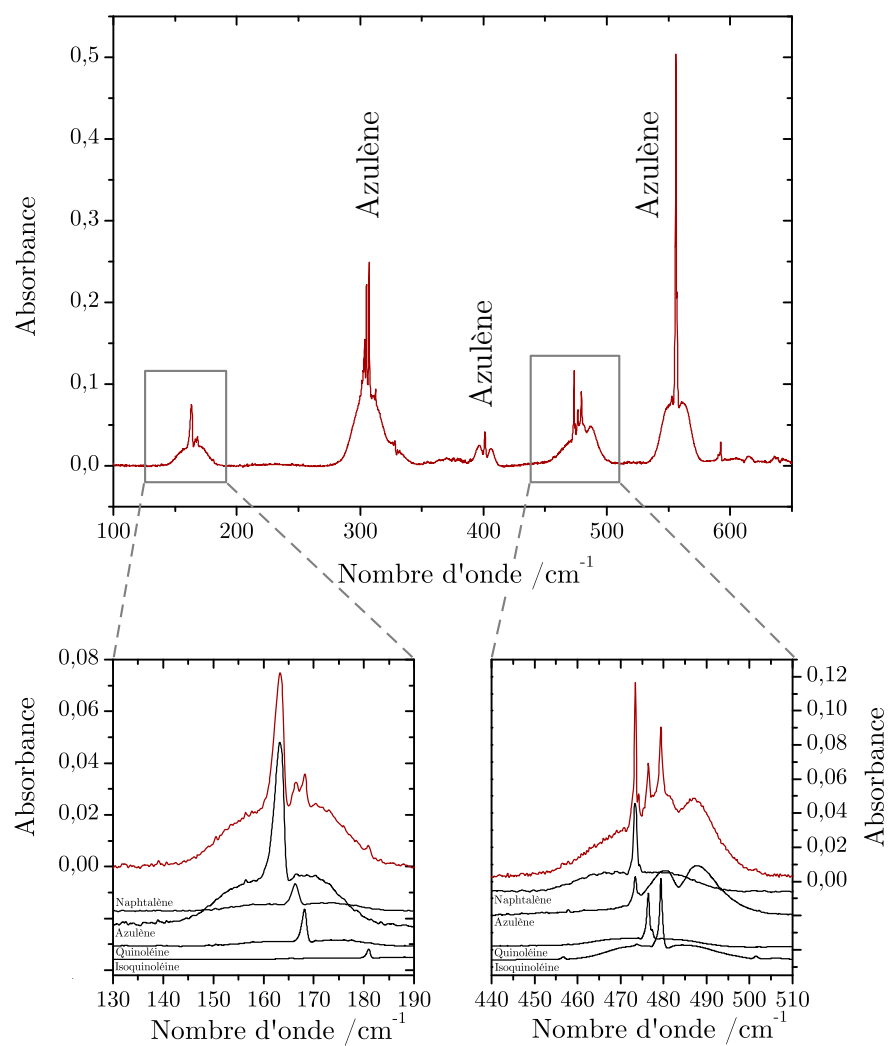 0,5
0,4
0,3
0,2
0,1
0,0
Absorbance
Azulène
Azulène
Azulène
100 200 300 400 500 600
Nombre d'onde /cm-1
0,08
0,06
0,04
0,02
0,00
Absorbance
Naphtalène
Azulène
Quinoléine
Isoquinoléine
130 140 150 160 170 180 190
Nombre d'onde /cm-1
0,12
0,10
0,08
0,06
0,04
0,02
0,00
Absorbance
Naphtalène
Azulène
Quinoléine
Isoquinoléine
440 450 460 470 480 490 500 510
Nombre d'onde /cm-1